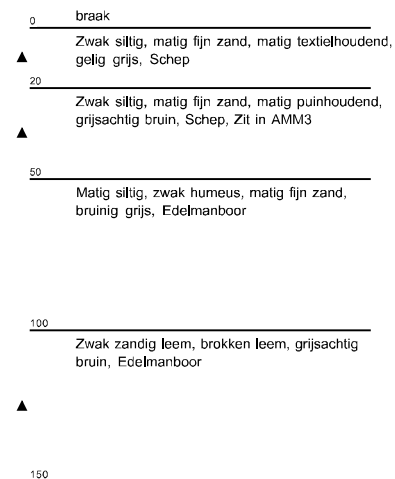 0 braak
Zwak siltig, matig fijn zand, matig textielhoudend,
gelig grijs, Schep
20
Zwak siltig, matig fijn zand, matig puinhoudend,
grijsachtig bruin, Schep, Zit in AMM3
50
Matig siltig, zwak humeus, matig fijn zand,
bruinig grijs, Edelmanboor
100
Zwak zandig leem, brokken leem, grijsachtig
bruin, Edelmanboor
150